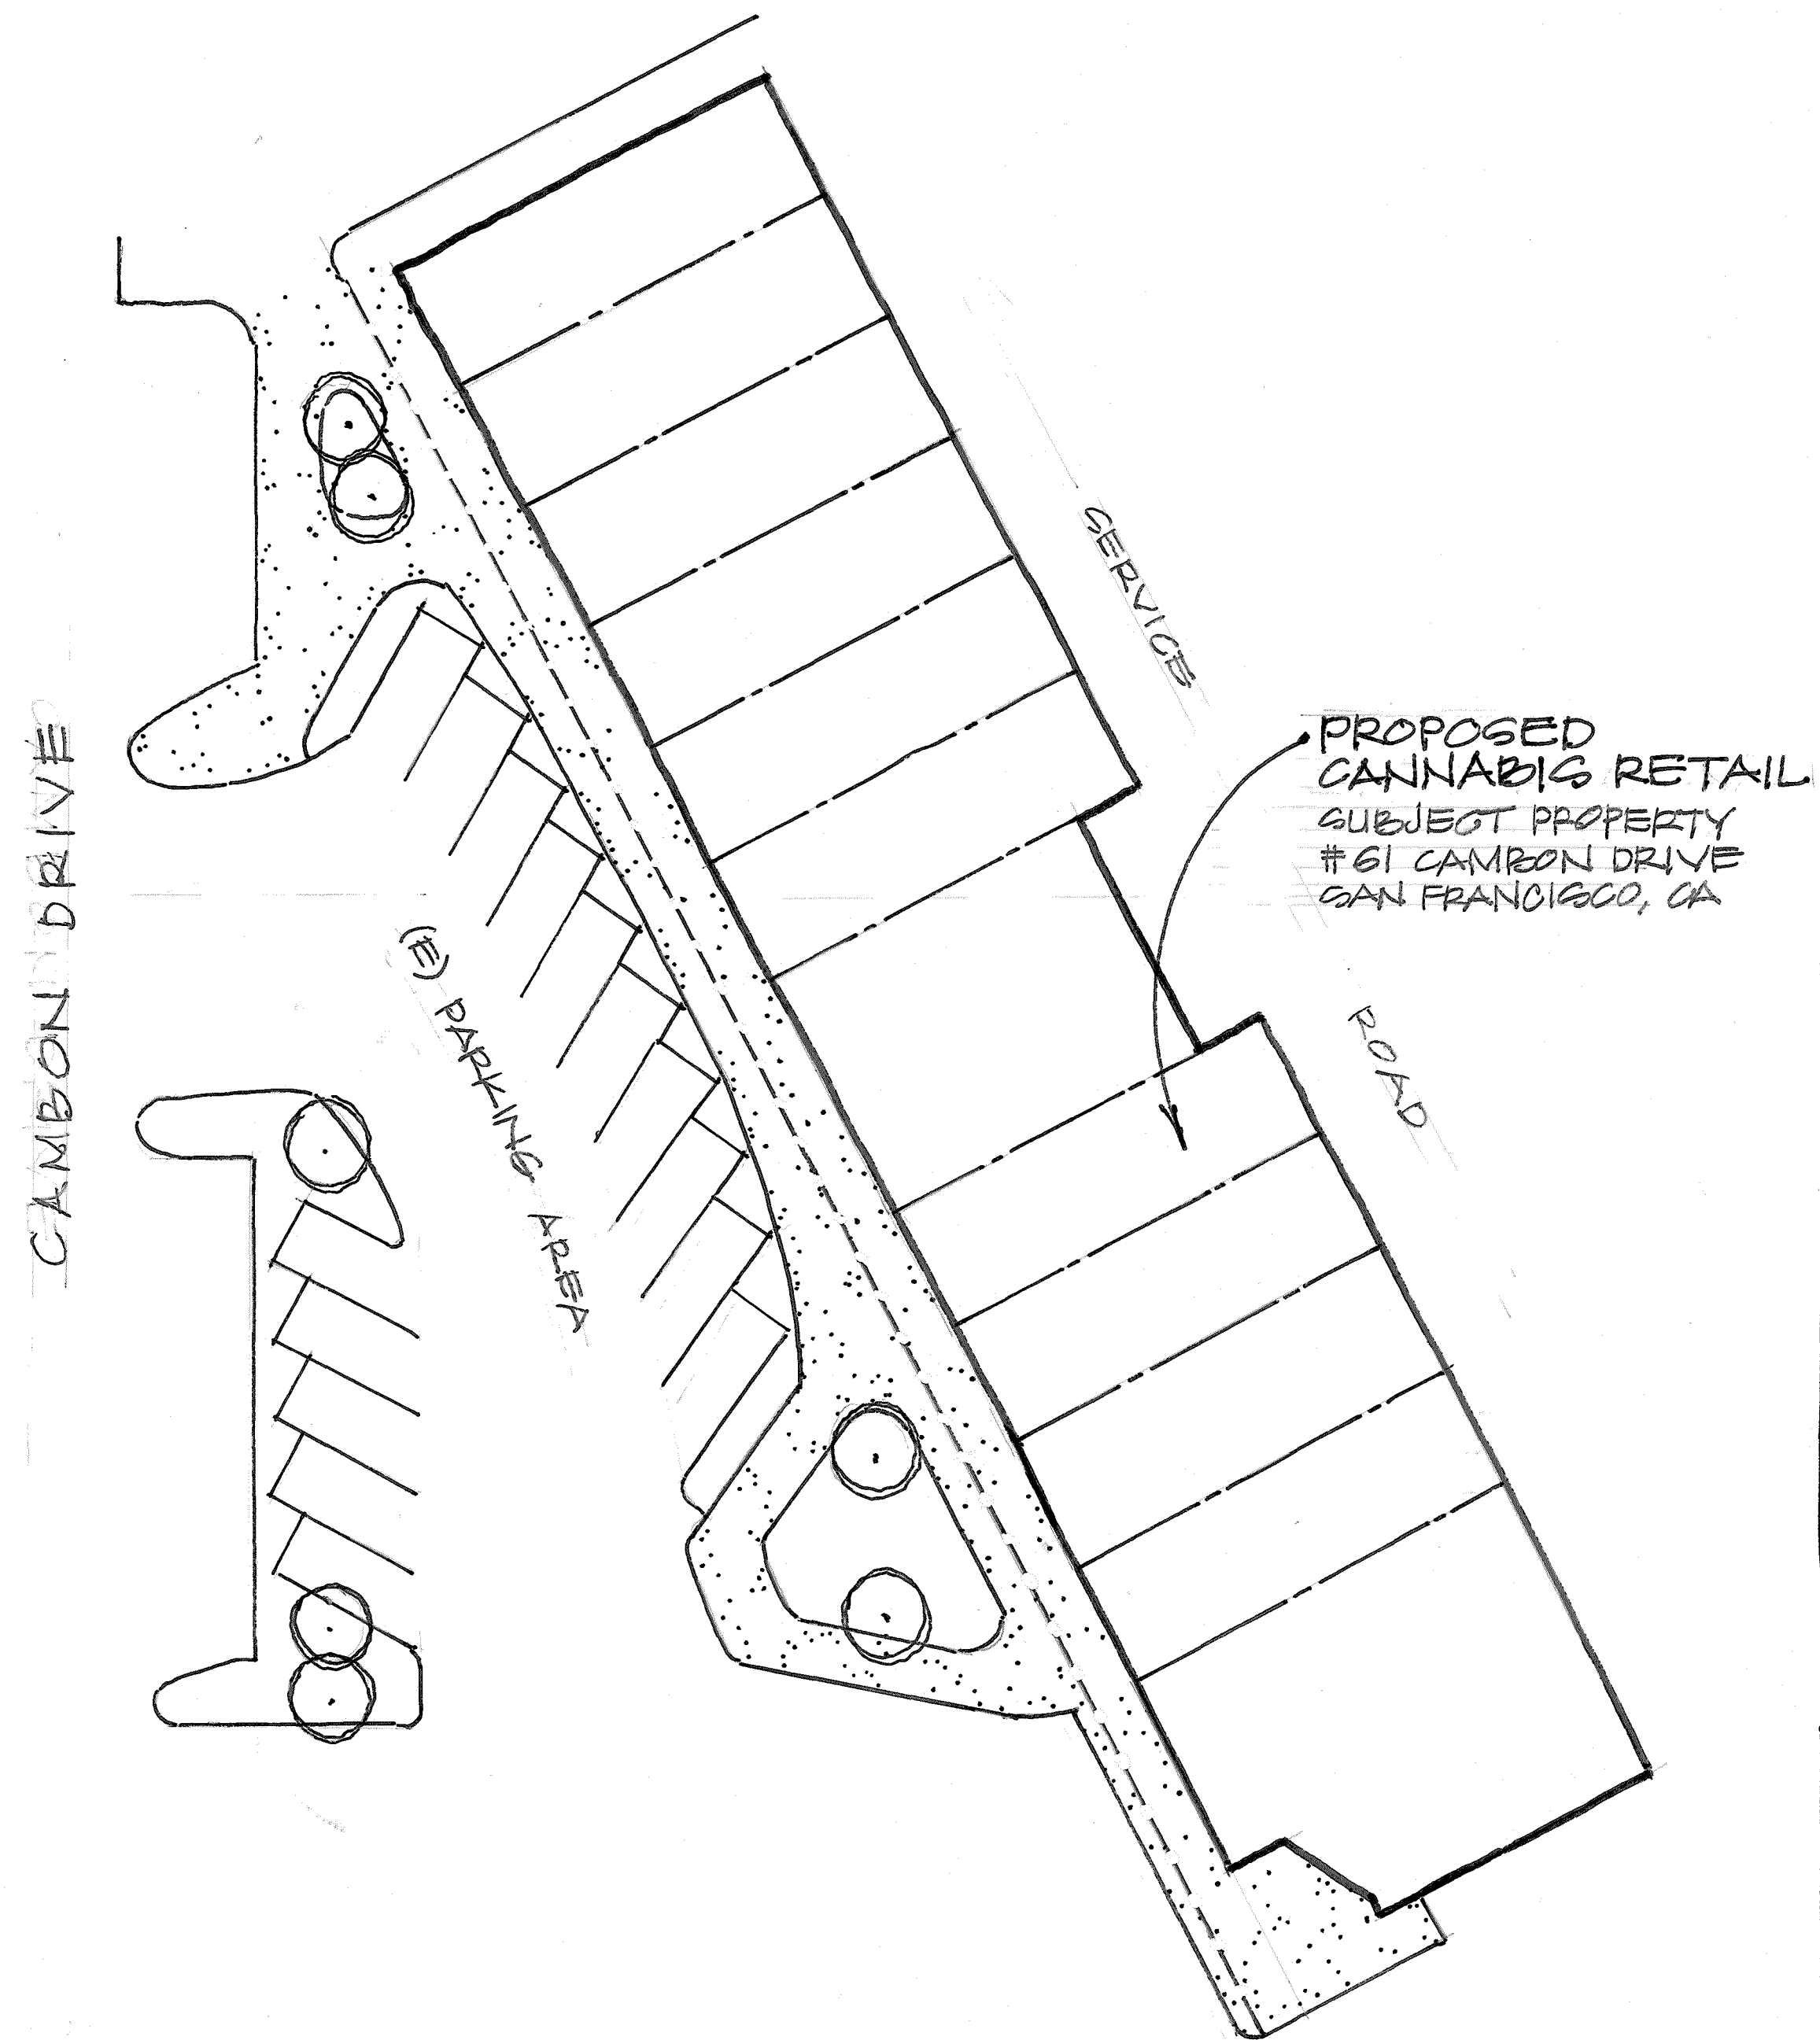 CAMBON DRIVE
(E) PARKING AREA
SERVICE ROAD
PROPOSED
CANNABIS RETAIL
SUBJECT PROPERTY
#61 CAMBON DRIVE
SAN FRANCISCO, CA